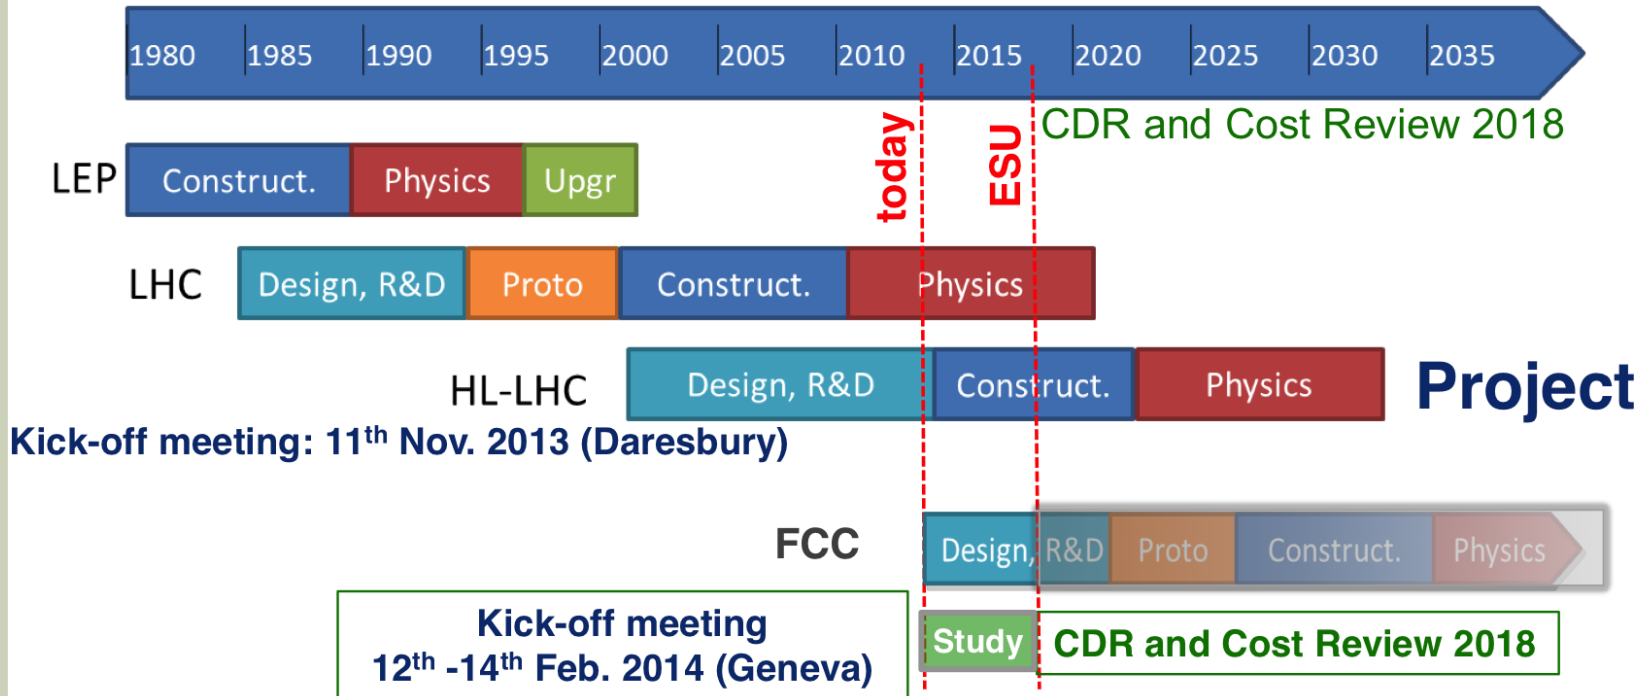 1980 1985 1990 1995 2000 2005 2010 2015 2020 2025 2030 2035
CDR and Cost Review 2018
today
ESU
LEP Construct. Physics Upgr
LHC Design, R&D Proto Construct. Physics
HL-LHC Design, R&D Construct. Physics Project
Kick-off meeting: 11th Nov. 2013 (Daresbury)
FCC Design, R&D Proto Construct. Physics
Kick-off meeting
12th -14th Feb. 2014 (Geneva)
Study CDR and Cost Review 2018